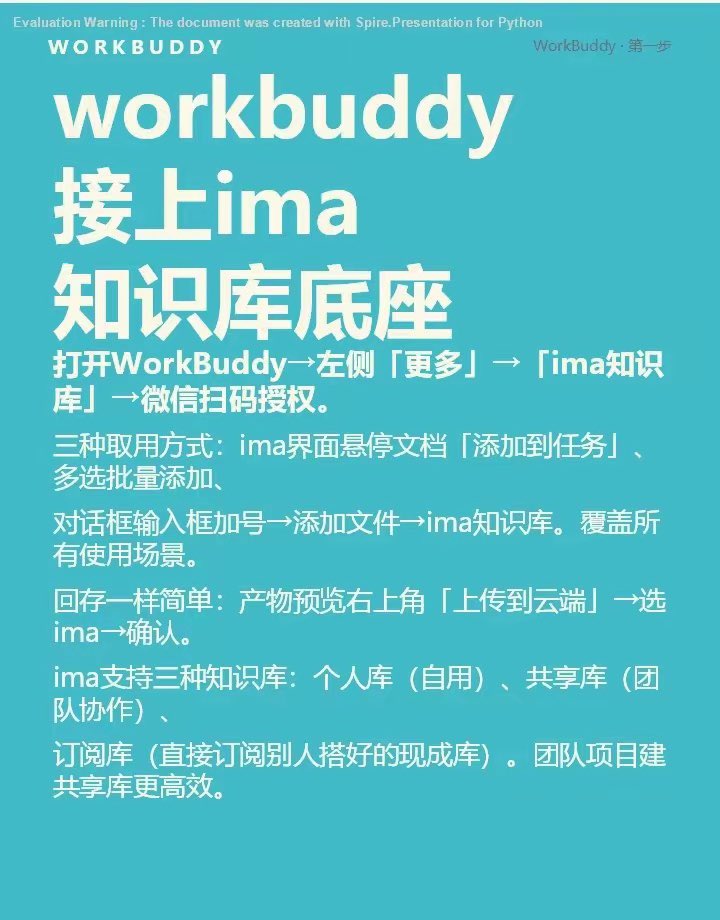 Evaluation Warning : The document was created with Spire.Presentation for Python
WORKBUDDY
WorkBuddy · 第一步
workbuddy
接上ima
知识库底座
打开WorkBuddy→左侧「更多」→「ima知识
库」→微信扫码授权。
三种取用方式：ima界面悬停文档「添加到任务」、
多选批量添加、
对话框输入框加号→添加文件→ima知识库。覆盖所
有使用场景。
回存一样简单：产物预览右上角「上传到云端」→选
ima→确认。
ima支持三种知识库：个人库（自用）、共享库（团
队协作）、
订阅库（直接订阅别人搭好的现成库）。团队项目建
共享库更高效。